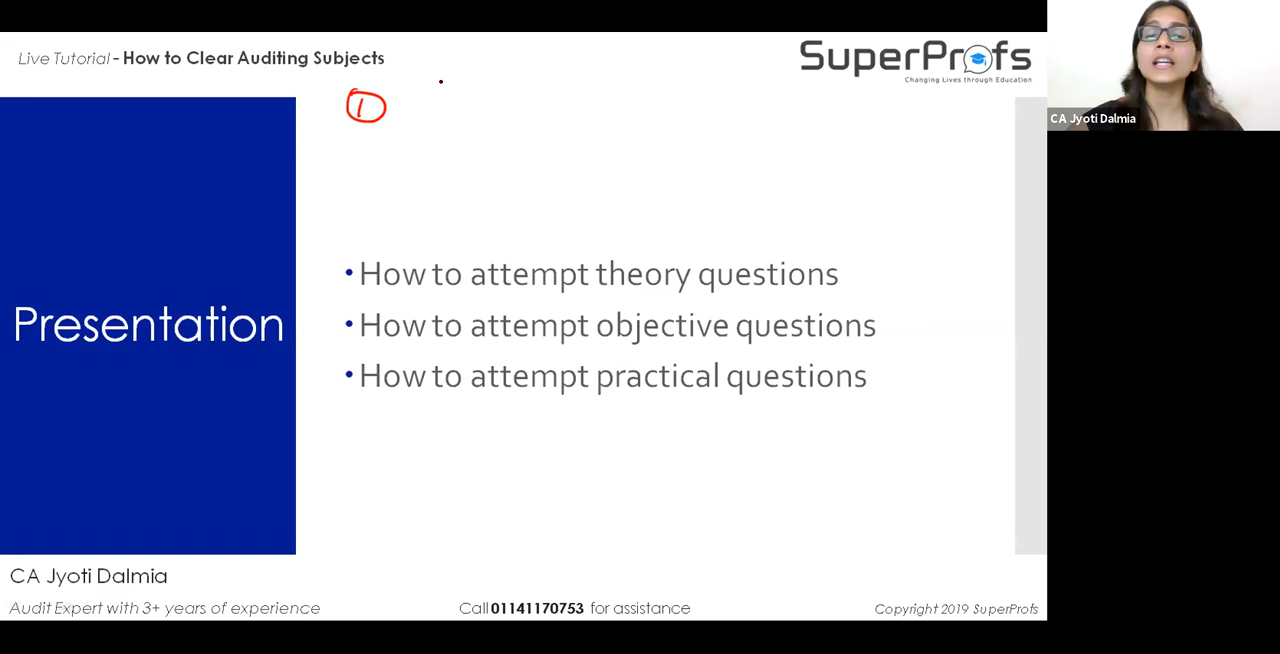 Live Tutorial - How to Clear Auditing Subjects
SuperProfs
Changing Lives through Education
CA Jyoti Dalmia
1
Presentation
• How to attempt theory questions
• How to attempt objective questions
• How to attempt practical questions
CA Jyoti Dalmia
Audit Expert with 3+ years of experience
Call 01141170753 for assistance
Copyright 2019 SuperProfs